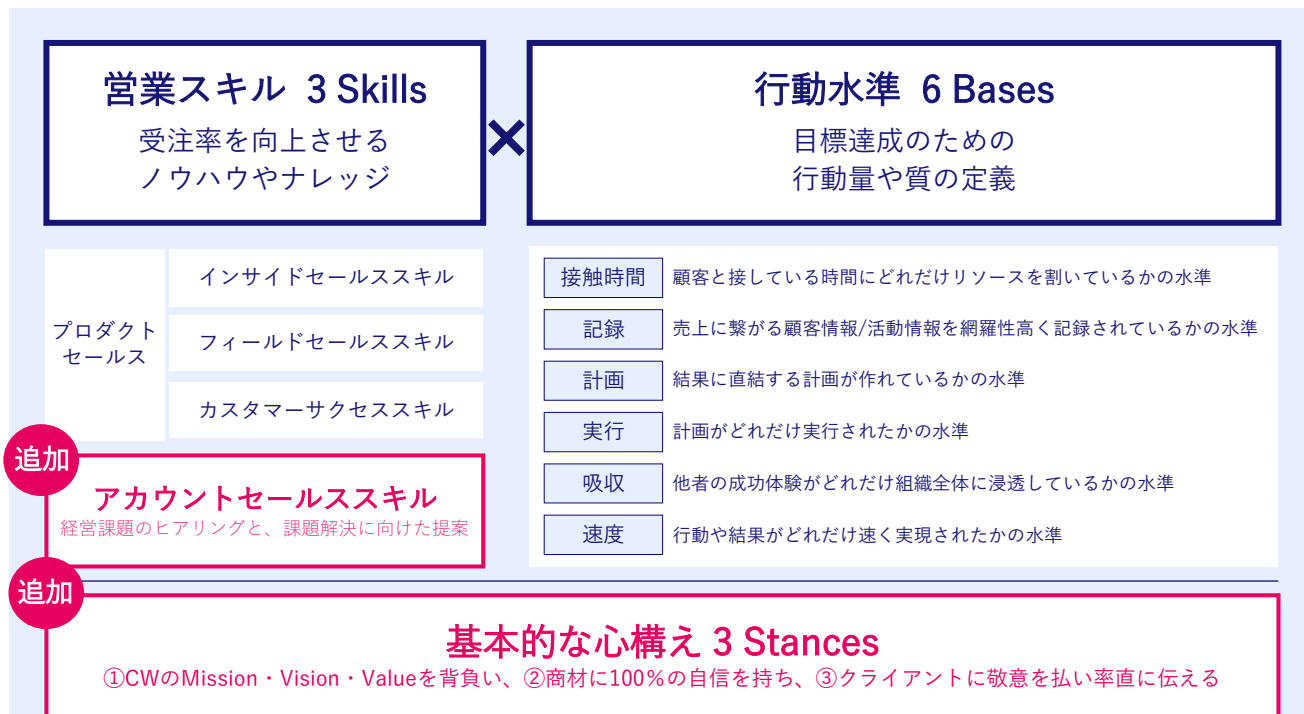 営業スキル 3 Skills
受注率を向上させる
ノウハウやナレッジ
×
行動水準 6 Bases
目標達成のための
行動量や質の定義
プロダクト
セールス
インサイドセールススキル
フィールドセールススキル
カスタマーサクセススキル
追加
アカウントセールススキル
経営課題のヒアリングと、課題解決に向けた提案
接触時間 顧客と接している時間にどれだけリソースを割いているかの水準
記録 売上に繋がる顧客情報/活動情報を網羅性高く記録されているかの水準
計画 結果に直結する計画が作れているかの水準
実行 計画がどれだけ実行されたかの水準
吸収 他者の成功体験がどれだけ組織全体に浸透しているかの水準
速度 行動や結果がどれだけ速く実現されたかの水準
追加
基本的な心構え 3 Stances
①CWのMission・Vision・Valueを背負い、②商材に100%の自信を持ち、③クライアントに敬意を払い率直に伝える